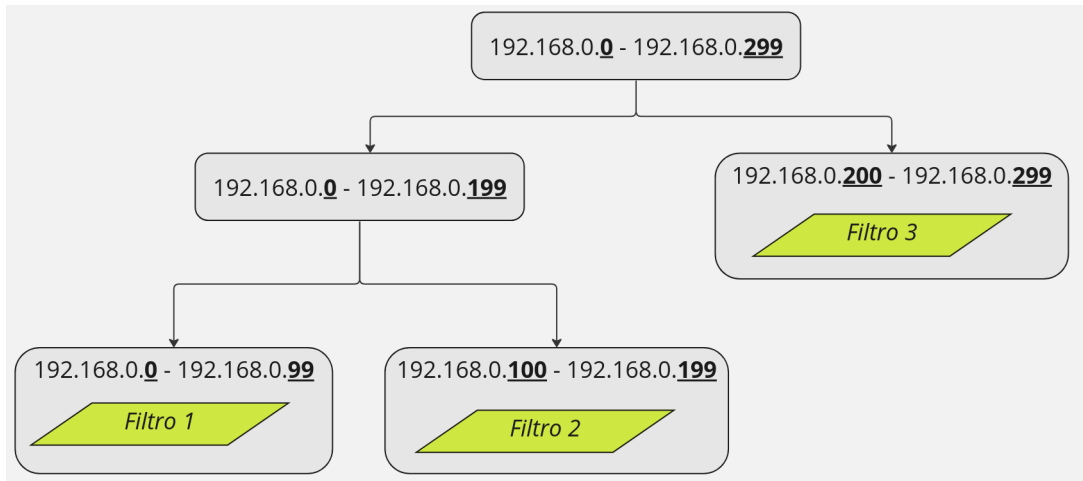 192.168.0.0 - 192.168.0.299
192.168.0.0 - 192.168.0.199
192.168.0.200 - 192.168.0.299
Filtro 3
192.168.0.0 - 192.168.0.99
Filtro 1
192.168.0.100 - 192.168.0.199
Filtro 2